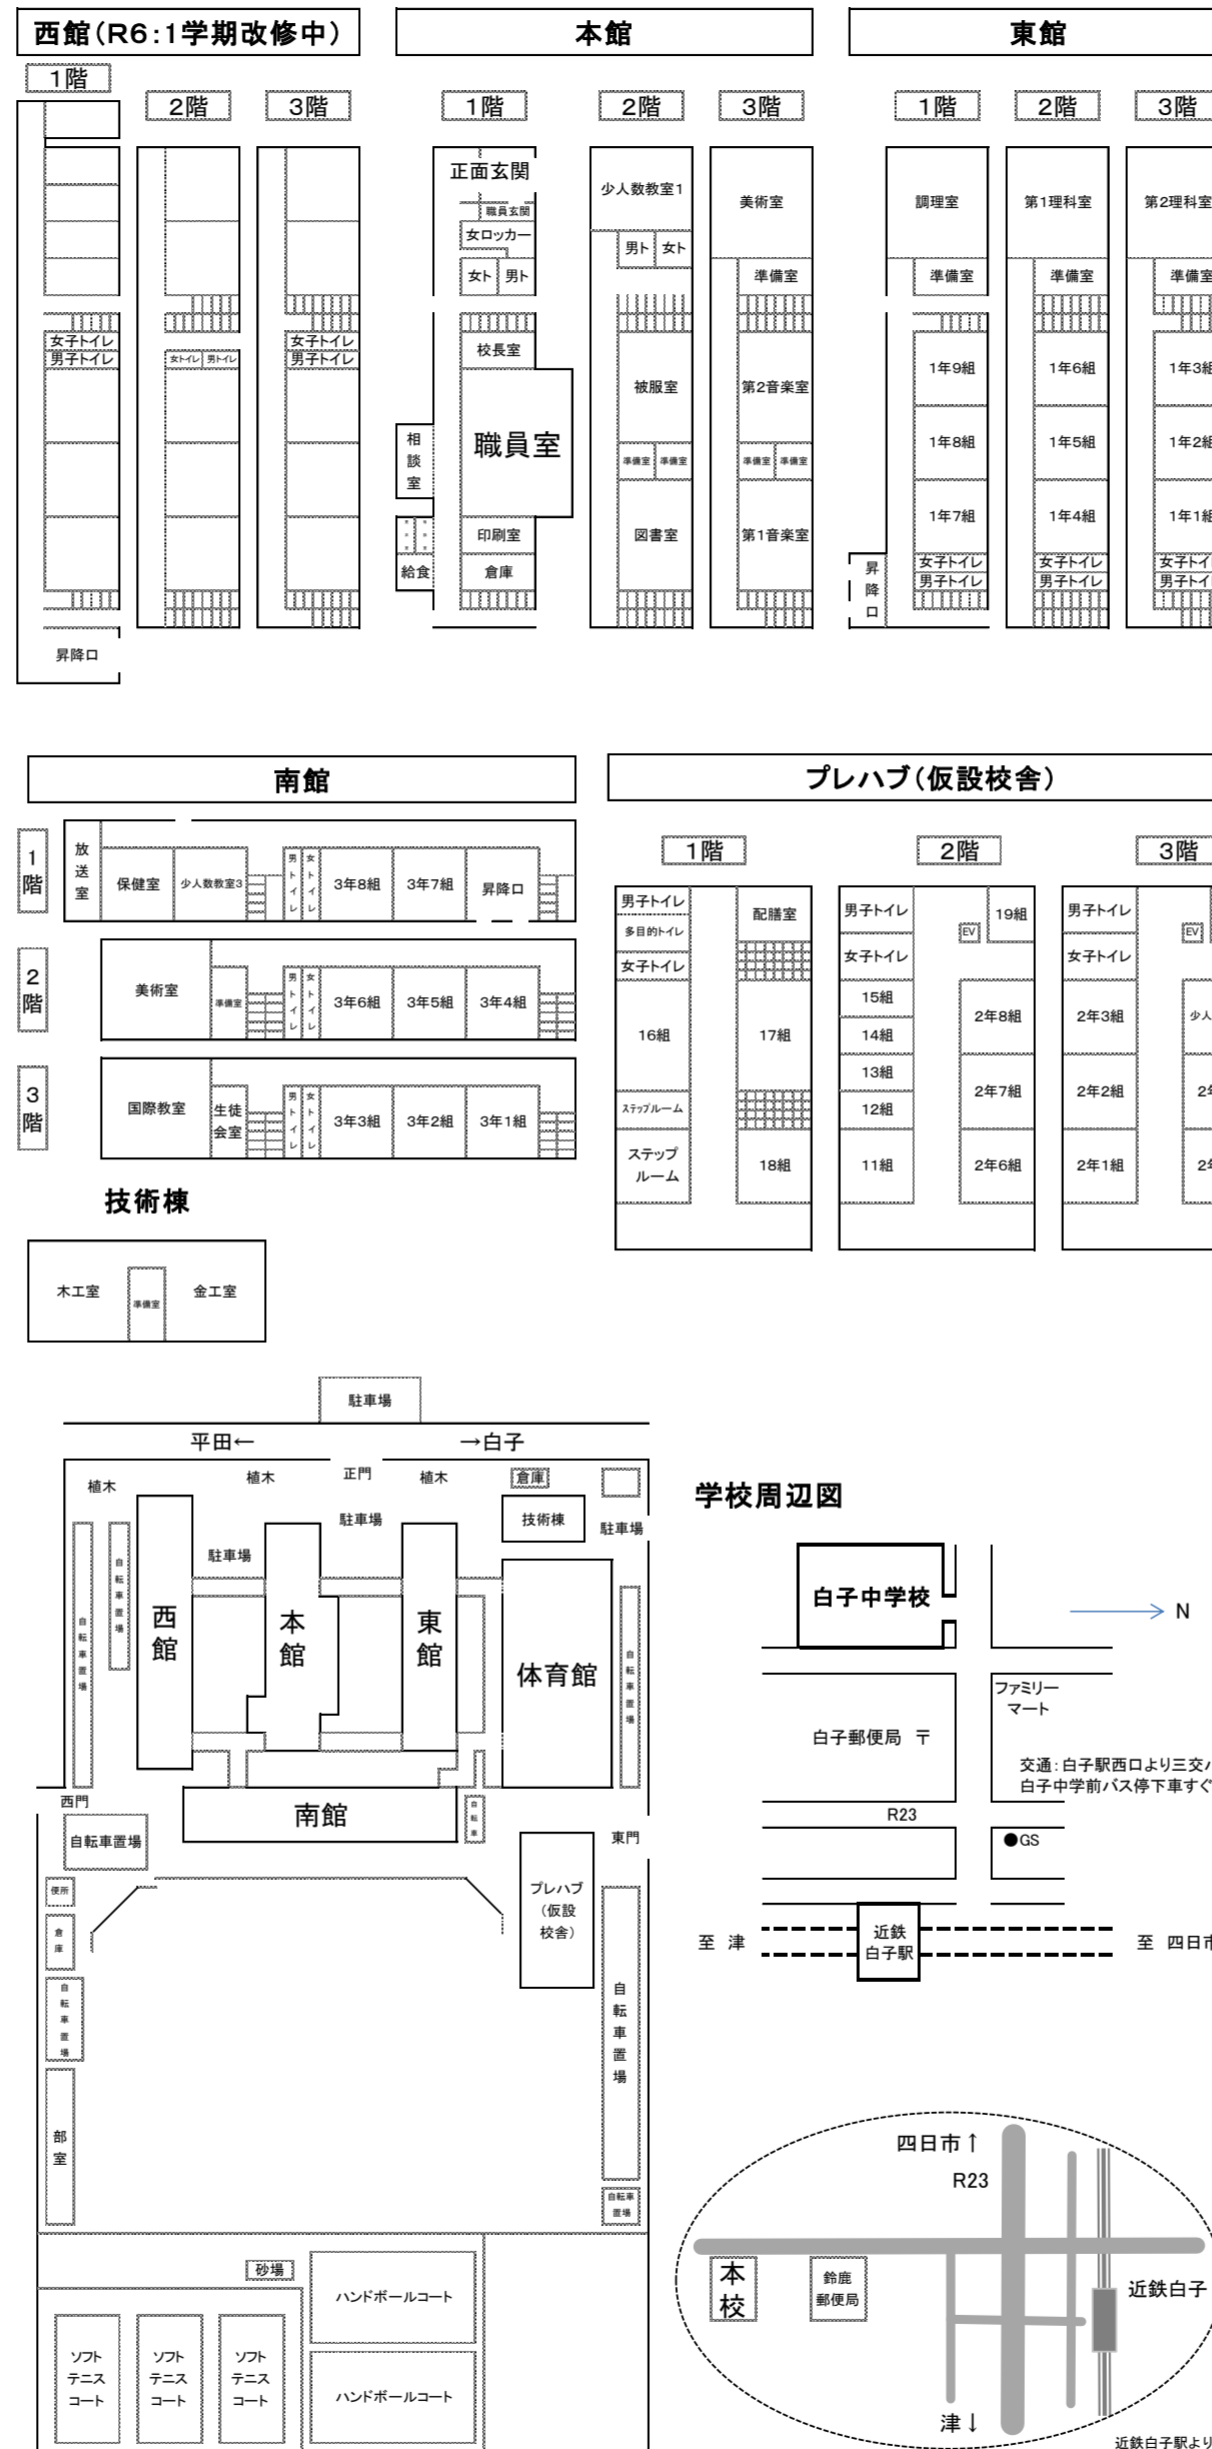 西館(R6:1学期改修中)
本館
東館
1階
2階
3階
1階
2階
3階
1階
2階
3階
正面玄関
職員玄関
女ロッカー
女ト 男ト
校長室
職員室
相談室
印刷室
給食
倉庫
少人数教室1
男ト 女ト
被服室
準備室 準備室
図書室
美術室
準備室
第2音楽室
準備室 準備室
第1音楽室
調理室
準備室
1年9組
1年8組
1年7組
女子トイレ
男子トイレ
昇降口
第1理科室
準備室
1年6組
1年5組
1年4組
女子トイレ
男子トイレ
第2理科室
準備室
1年3組
1年2組
1年1組
女子トイレ
男子トイレ
女子トイレ
男子トイレ
女トイレ 男トイレ
女子トイレ
男子トイレ
昇降口
南館
1階
放送室
保健室
少人数教室3
男トイレ
女トイレ
3年8組
3年7組
昇降口
2階
美術室
準備室
男トイレ
女トイレ
3年6組
3年5組
3年4組
3階
国際教室
生徒会室
男トイレ
女トイレ
3年3組
3年2組
3年1組
プレハブ(仮設校舎)
1階
2階
3階
男子トイレ
多目的トイレ
女子トイレ
16組
ステップルーム
ステップ
ルーム
配膳室
17組
18組
男子トイレ
女子トイレ
15組
14組
13組
12組
11組
EV
19組
2年8組
2年7組
2年6組
男子トイレ
女子トイレ
2年3組
2年2組
2年1組
EV
少人
技術棟
木工室
準備室
金工室
駐車場
平田←
→白子
植木
植木
正門
植木
倉庫
技術棟
駐車場
駐車場
駐車場
自転車置場
自転車置場
西館
本館
東館
体育館
自転車置場
西門
南館
自転車
東門
自転車置場
便所
倉庫
自転車置場
部室
プレハブ
(仮設
校舎)
自転車置場
自転車
置場
砂場
ハンドボールコート
ハンドボールコート
ソフト
テニス
コート
ソフト
テニス
コート
ソフト
テニス
コート
学校周辺図
白子中学校
N
ファミリー
マート
白子郵便局 〒
交通:白子駅西口より三交
白子中学前バス停下車すぐ
R23
●GS
至 津
近鉄
白子駅
至 四日市
四日市↑
R23
本校
鈴鹿
郵便局
近鉄白子
津↓
近鉄白子駅より